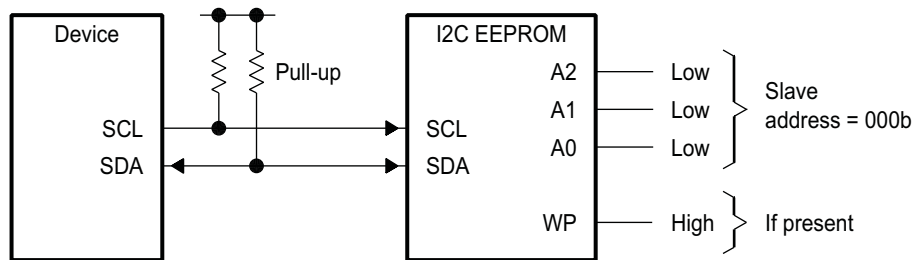 Device
I2C EEPROM
Pull-up
A2
Low
A1
Low
A0
Low
Slave
address = 000b
SCL
SCL
SDA
SDA
WP
High
If present